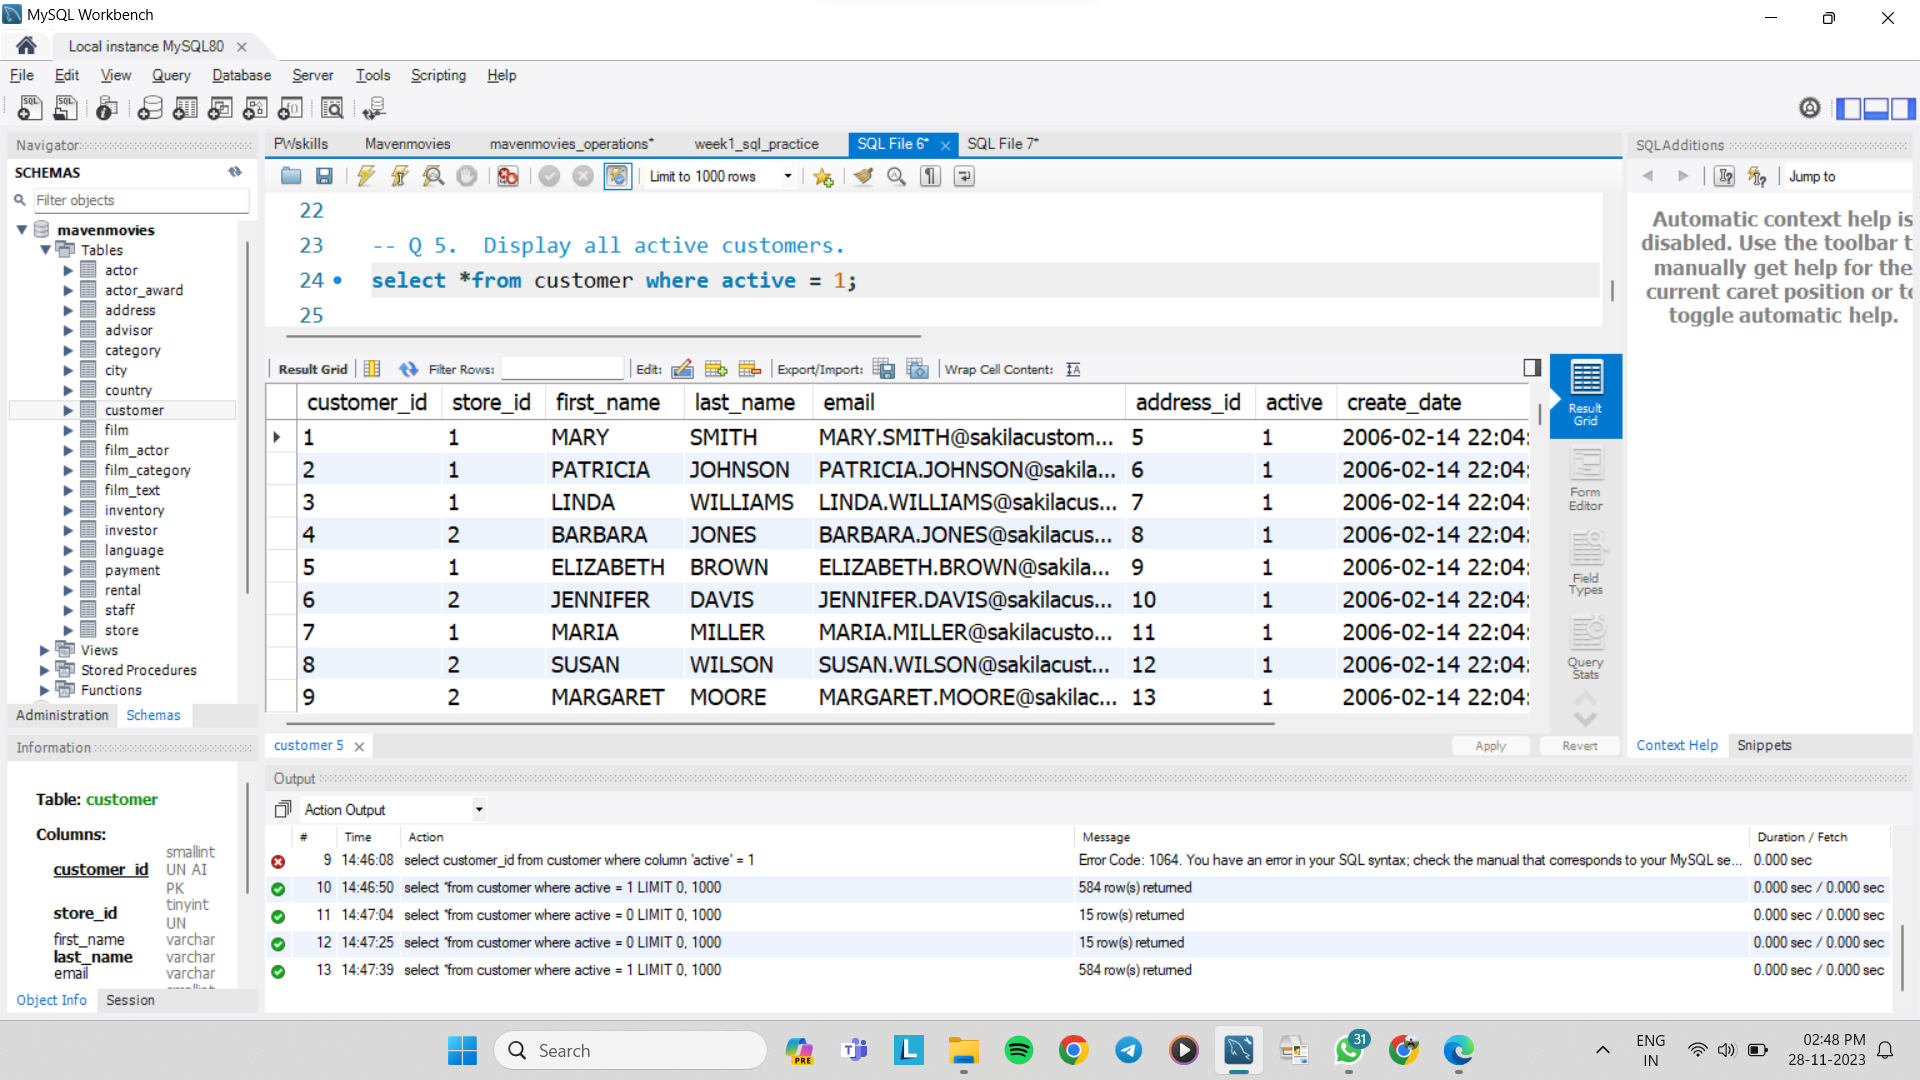 MySQL Workbench
Local instance MySQL80
File Edit View Query Database Server Tools Scripting Help
Navigator
SCHEMAS
Filter objects
mavenmovies
Tables
actor
actor_award
address
advisor
category
city
country
customer
film
film_actor
film_category
film_text
inventory
investor
language
payment
rental
staff
store
Views
Stored Procedures
Functions
Administration Schemas
Information
Table: customer
Columns:
customer_id smallint UN AI PK
store_id tinyint UN
first_name varchar
last_name varchar
email varchar
Object Info Session
PWskills Mavenmovies mavenmovies_operations* week1_sql_practice SQL File 6* SQL File 7*
Limit to 1000 rows
22
23 -- Q 5. Display all active customers.
24 select *from customer where active = 1;
25
Result Grid Filter Rows: Edit: Export/Import: Wrap Cell Content:
customer_id store_id first_name last_name email address_id active create_date
1 1 MARY SMITH MARY.SMITH@sakilacustom... 5 1 2006-02-14 22:04:
2 1 PATRICIA JOHNSON PATRICIA.JOHNSON@sakila... 6 1 2006-02-14 22:04:
3 1 LINDA WILLIAMS LINDA.WILLIAMS@sakilacus... 7 1 2006-02-14 22:04:
4 2 BARBARA JONES BARBARA.JONES@sakilacus... 8 1 2006-02-14 22:04:
5 1 ELIZABETH BROWN ELIZABETH.BROWN@sakila... 9 1 2006-02-14 22:04:
6 2 JENNIFER DAVIS JENNIFER.DAVIS@sakilacus... 10 1 2006-02-14 22:04:
7 1 MARIA MILLER MARIA.MILLER@sakilacusto... 11 1 2006-02-14 22:04:
8 2 SUSAN WILSON SUSAN.WILSON@sakilacust... 12 1 2006-02-14 22:04:
9 2 MARGARET MOORE MARGARET.MOORE@sakilac... 13 1 2006-02-14 22:04:
Result Grid
Form Editor
Field Types
Query Stats
customer 5 Apply Revert
SQLAdditions
Jump to
Automatic context help is
disabled. Use the toolbar t
manually get help for the
current caret position or to
toggle automatic help.
Context Help Snippets
Output
Action Output
# Time Action Message Duration / Fetch
9 14:46:08 select customer_id from customer where column 'active' = 1 Error Code: 1064. You have an error in your SQL syntax; check the manual that corresponds to your MySQL se... 0.000 sec
10 14:46:50 select *from customer where active = 1 LIMIT 0, 1000 584 row(s) returned 0.000 sec / 0.000 sec
11 14:47:04 select *from customer where active = 0 LIMIT 0, 1000 15 row(s) returned 0.000 sec / 0.000 sec
12 14:47:25 select *from customer where active = 0 LIMIT 0, 1000 15 row(s) returned 0.000 sec / 0.000 sec
13 14:47:39 select *from customer where active = 1 LIMIT 0, 1000 584 row(s) returned 0.000 sec / 0.000 sec
Search
PRE
31
ENG
IN
02:48 PM
28-11-2023